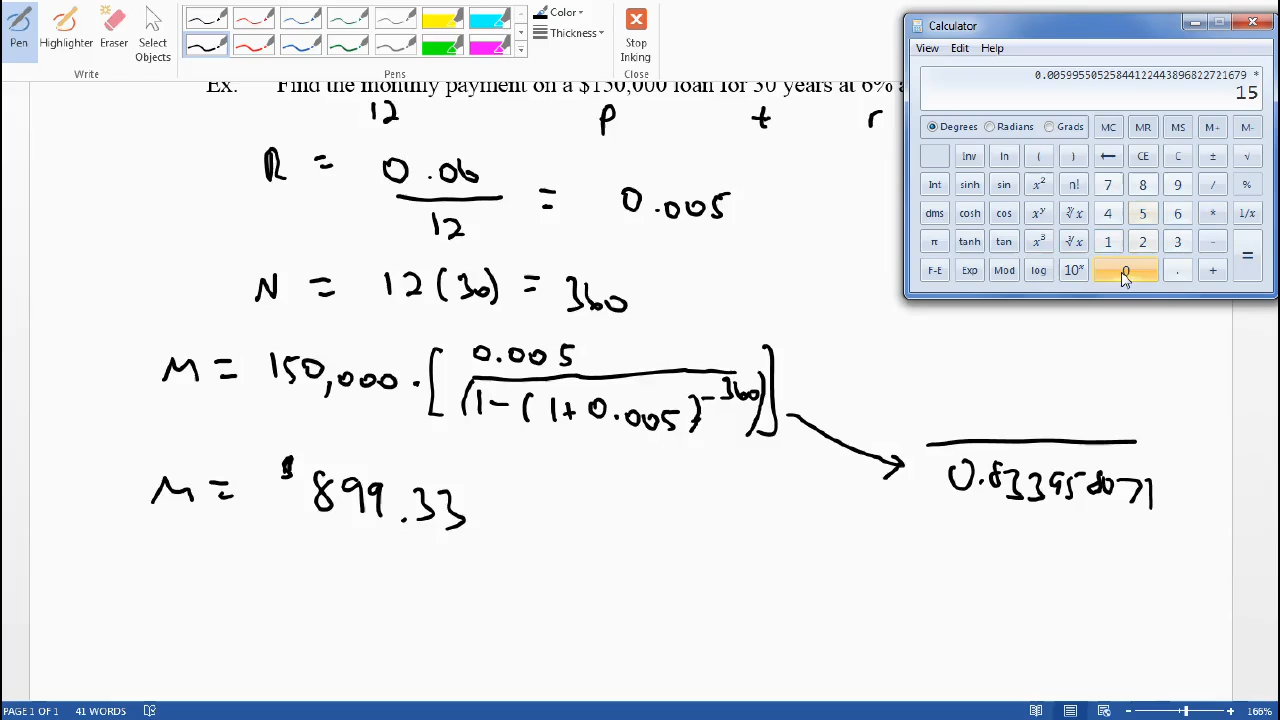 Pen
Highlighter
Eraser
Select Objects
Color
Thickness
Stop Inking
Write
Pens
Close
Ex. Find the monthly payment on a $150,000 loan for 30 years at 6%
12 p t r
R = 0.06 / 12 = 0.005
N = 12(30) = 360
M = 150,000 · [ 0.005 / (1 - (1 + 0.005)^-360) ]
0.833958071
M = $899.33
View Edit Help
0.0059955052584412244389682272167​9 *
15
Degrees Radians Grads MC MR MS M+ M-
Inv ln ( ) ← CE C ± √
Int sinh sin x² n! 7 8 9 / %
dms cosh cos xʸ ʸ√x 4 5 6 * 1/x
π tanh tan x³ ³√x 1 2 3 - =
F-E Exp Mod log 10ˣ 0 . +
PAGE 1 OF 1 41 WORDS
166%